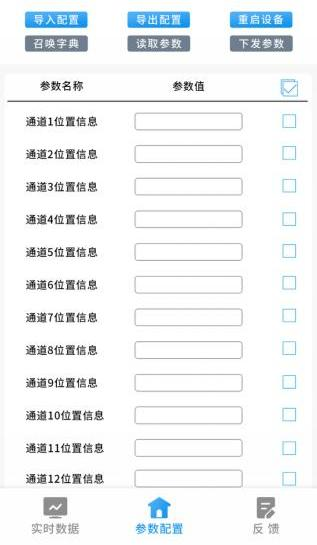 导入配置 导出配置 重启设备
召唤字典 读取参数 下发参数
参数名称 参数值
通道1位置信息
通道2位置信息
通道3位置信息
通道4位置信息
通道5位置信息
通道6位置信息
通道7位置信息
通道8位置信息
通道9位置信息
通道10位置信息
通道11位置信息
通道12位置信息
实时数据 参数配置 反馈